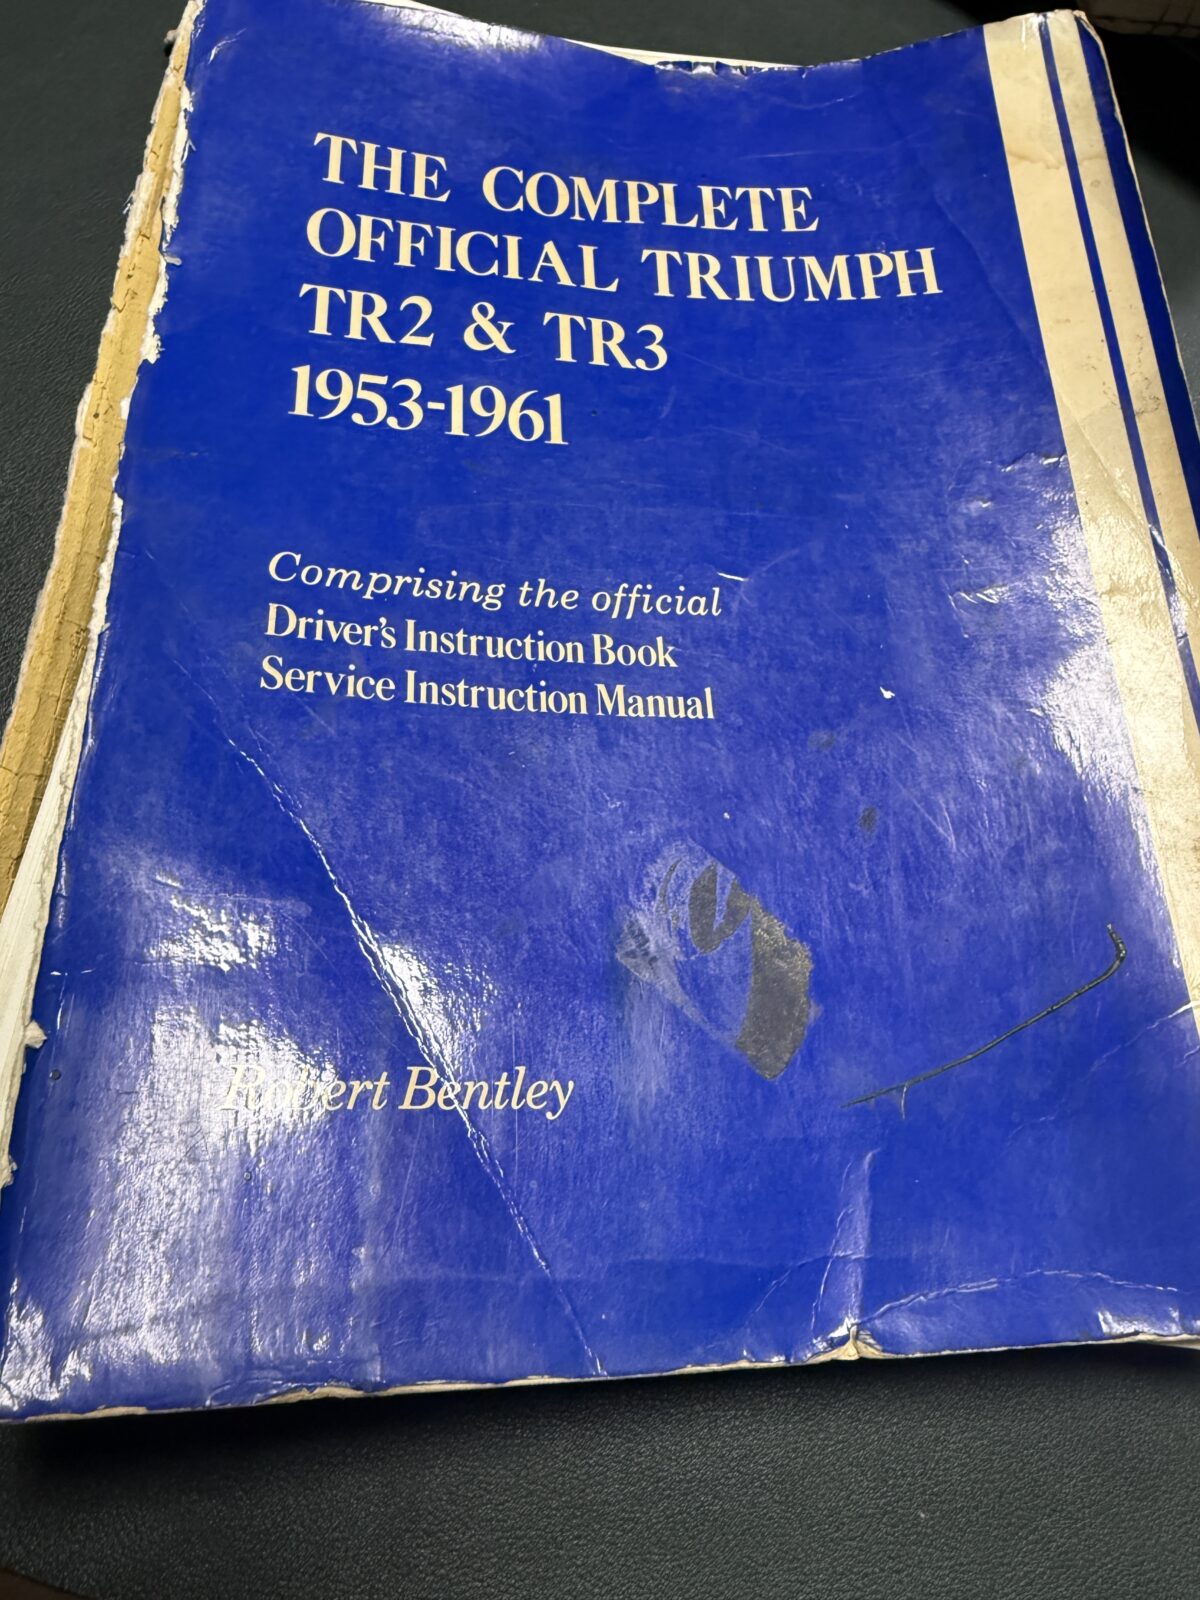 THE COMPLETE
OFFICIAL TRIUMPH
TR2 & TR3
1953-1961
Comprising the official
Driver's Instruction Book
Service Instruction Manual
Robert Bentley